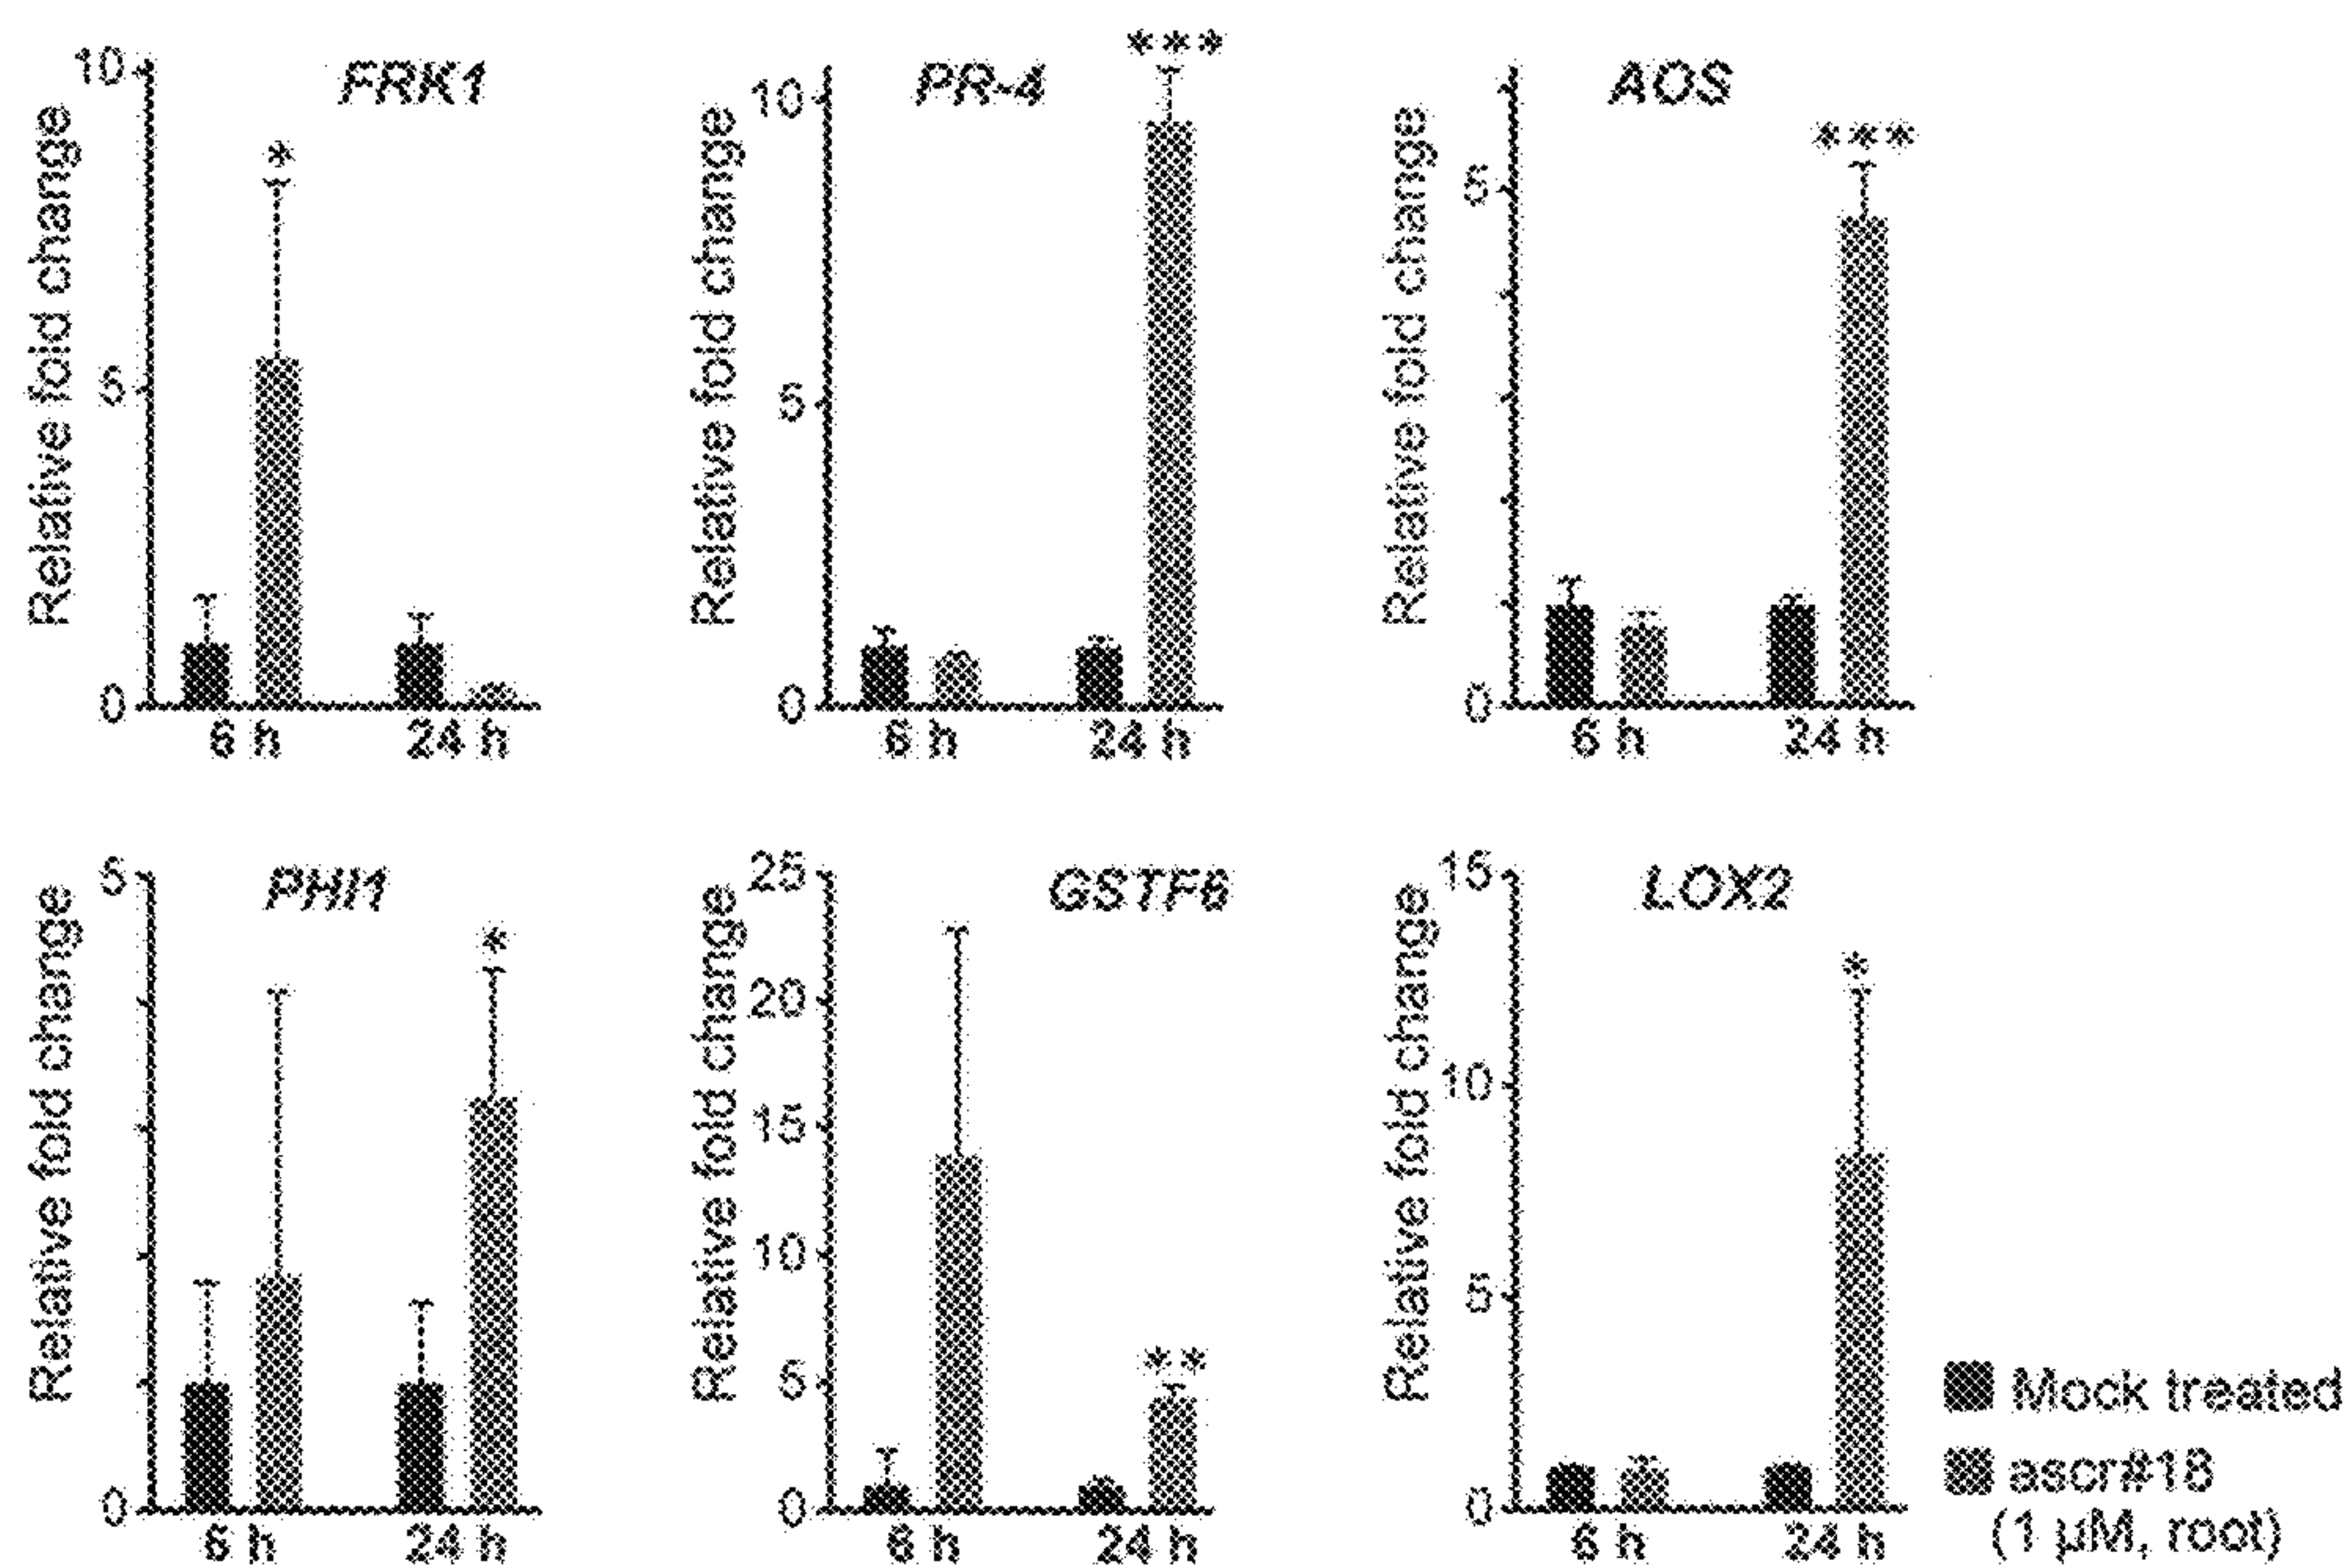 FRK1
Relative fold change
10
5
0
*
6 h
24 h
PR-4
Relative fold change
10
5
0
***
6 h
24 h
AOS
Relative fold change
5
0
***
6 h
24 h
PHI1
Relative fold change
5
0
*
6 h
24 h
GSTF6
Relative fold change
25
20
15
10
5
0
**
6 h
24 h
LOX2
Relative fold change
15
10
5
0
*
6 h
24 h
Mock treated
ascr#18
(1 µM, root)